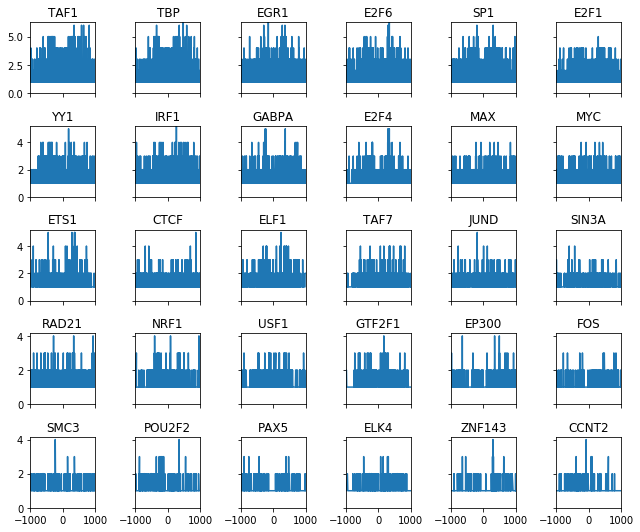 TAF1 TBP EGR1 E2F6 SP1 E2F1
5.0
2.5
0.0
YY1 IRF1 GABPA E2F4 MAX MYC
4
2
0
ETS1 CTCF ELF1 TAF7 JUND SIN3A
4
2
0
RAD21 NRF1 USF1 GTF2F1 EP300 FOS
4
2
0
SMC3 POU2F2 PAX5 ELK4 ZNF143 CCNT2
4
2
0
−1000 0 1000 −1000 0 1000 −1000 0 1000 −1000 0 1000 −1000 0 1000 −1000 0 1000